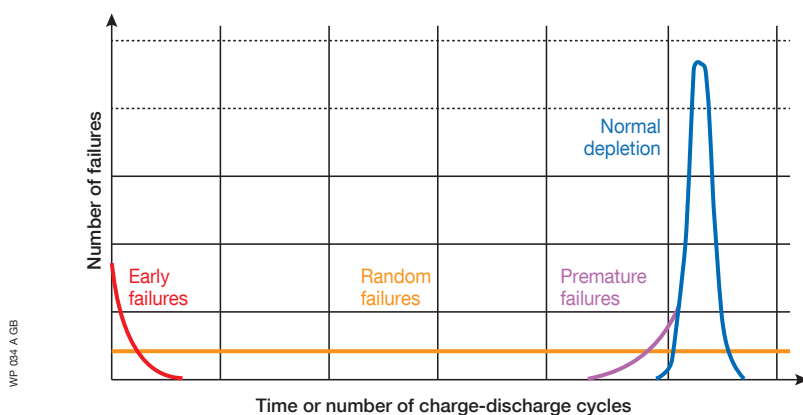 Number of failures
Normal
depletion
Early
failures
Random
failures
Premature
failures
WP 034 A GB
Time or number of charge-discharge cycles